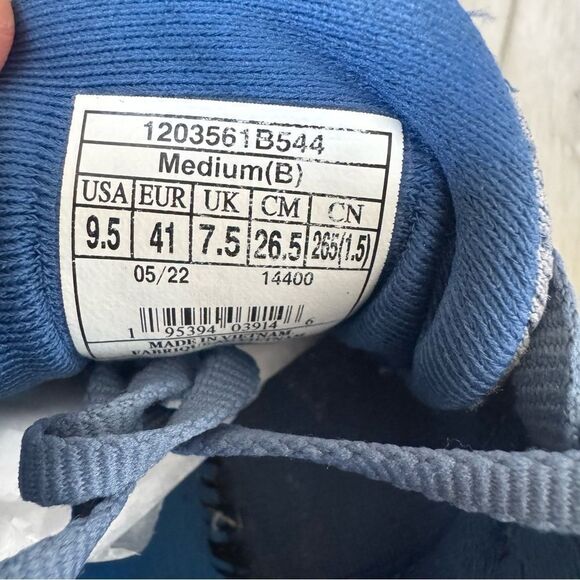 1203561B544
Medium(B)
USA EUR UK CM CN
9.5 41 7.5 26.5 265(1.5)
05/22 14400
1 95394 03914 6
MADE IN VIETNAM